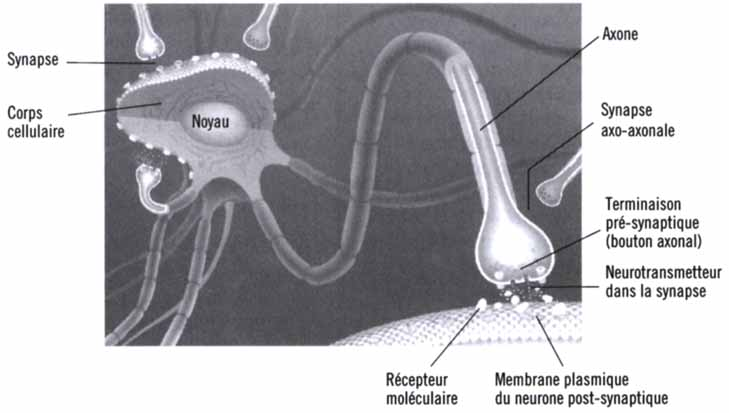 Synapse
Corps
cellulaire
Noyau
Axone
Synapse
axo-axonale
Terminaison
pré-synaptique
(bouton axonal)
Neurotransmetteur
dans la synapse
Récepteur
moléculaire
Membrane plasmique
du neurone post-synaptique